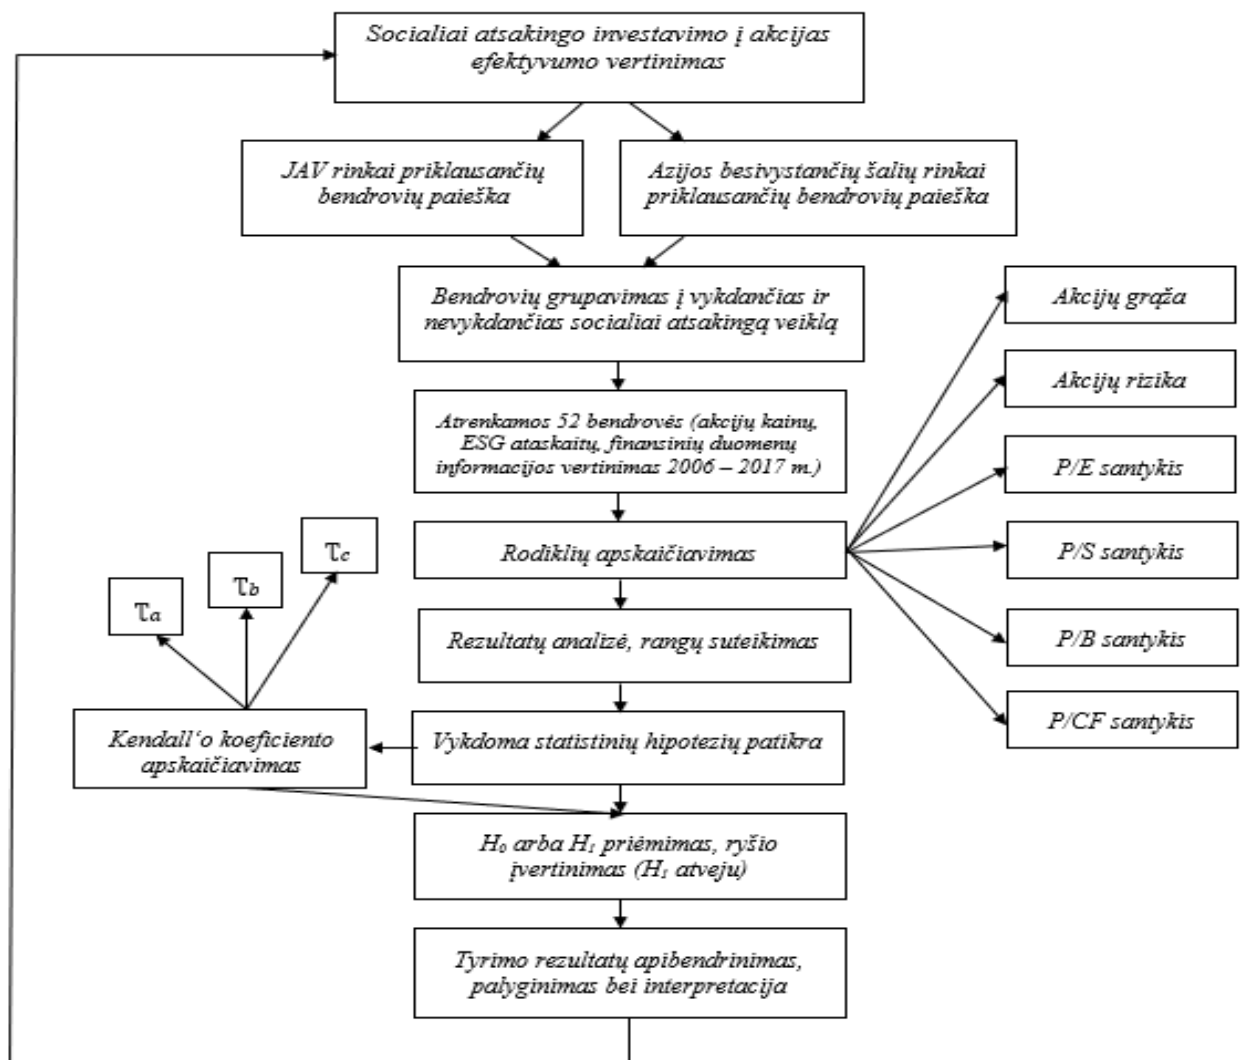 Socialiai atsakingo investavimo į akcijas
efektyvumo vertinimas
JAV rinkai priklausančių
bendrovių paieška
Azijos besivystančių šalių rinkai
priklausančių bendrovių paieška
Bendrovių grupavimas į vykdančias ir
nevykdančias socialiai atsakingą veiklą
Atrenkamos 52 bendrovės (akcijų kainų,
ESG ataskaitų, finansinių duomenų
informacijos vertinimas 2006 – 2017 m.)
Rodiklių apskaičiavimas
Akcijų grąža
Akcijų rizika
P/E santykis
P/S santykis
P/B santykis
P/CF santykis
Rezultatų analizė, rangų suteikimas
Vykdoma statistinių hipotezių patikra
Kendall‘o koeficiento
apskaičiavimas
τa
τb
τc
H₀ arba H₁ priėmimas, ryšio
įvertinimas (H₁ atveju)
Tyrimo rezultatų apibendrinimas,
palyginimas bei interpretacija